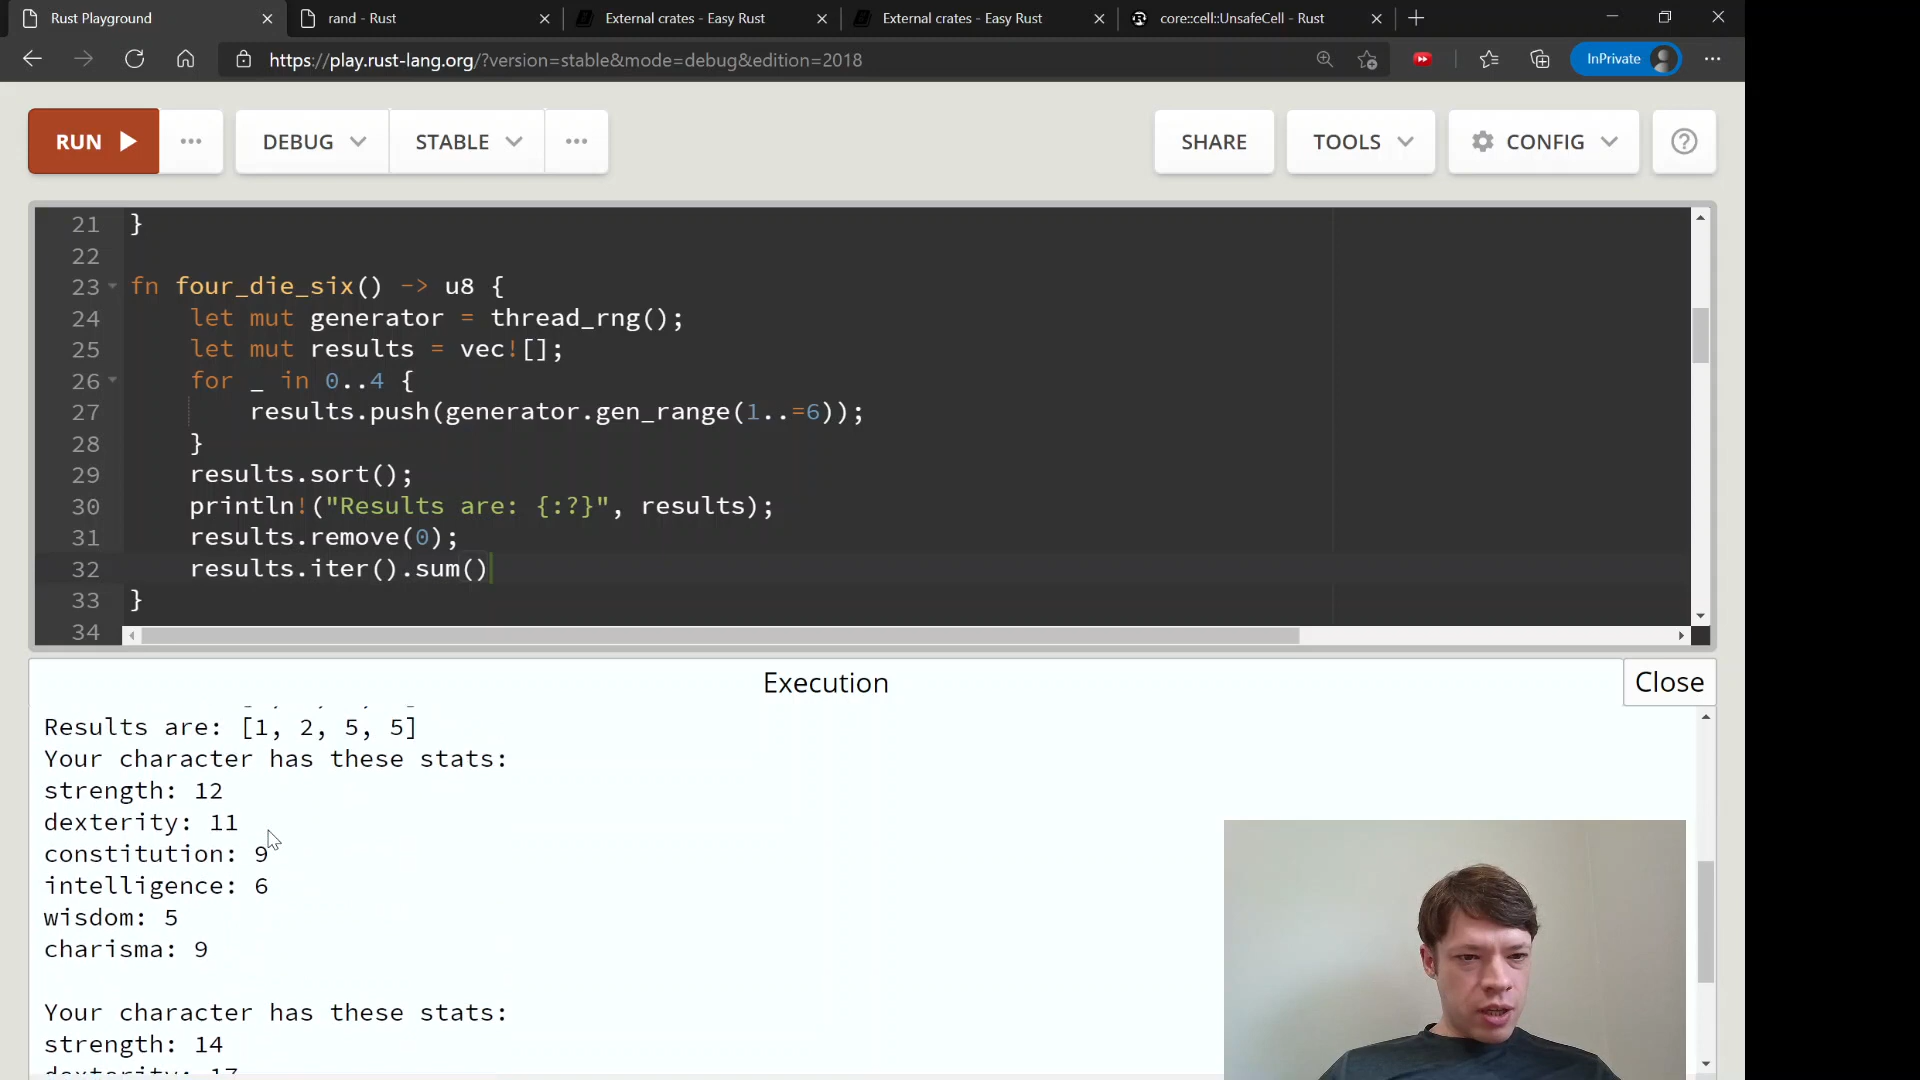 Rust Playground
rand - Rust
External crates - Easy Rust
External crates - Easy Rust
core::cell::UnsafeCell - Rust
https://play.rust-lang.org/?version=stable&mode=debug&edition=2018
InPrivate
RUN
DEBUG
STABLE
SHARE
TOOLS
CONFIG
21 }
22
23 fn four_die_six() -> u8 {
24 let mut generator = thread_rng();
25 let mut results = vec![];
26 for _ in 0..4 {
27 results.push(generator.gen_range(1..=6));
28 }
29 results.sort();
30 println!("Results are: {:?}", results);
31 results.remove(0);
32 results.iter().sum()
33 }
34
Execution
Close
Results are: [1, 2, 5, 5]
Your character has these stats:
strength: 12
dexterity: 11
constitution: 9
intelligence: 6
wisdom: 5
charisma: 9
Your character has these stats:
strength: 14
dexterity: 17